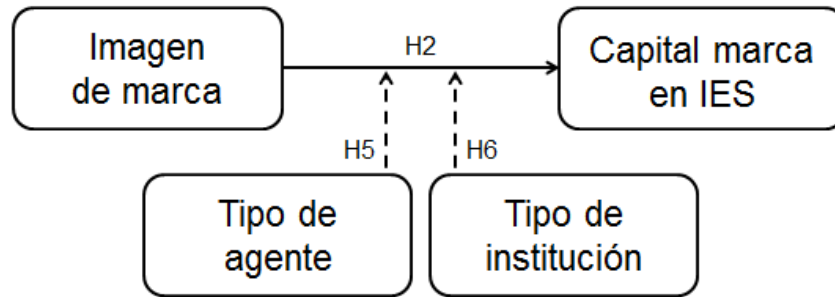 Imagen
de marca
H2
Capital marca
en IES
H5
H6
Tipo de
agente
Tipo de
institución